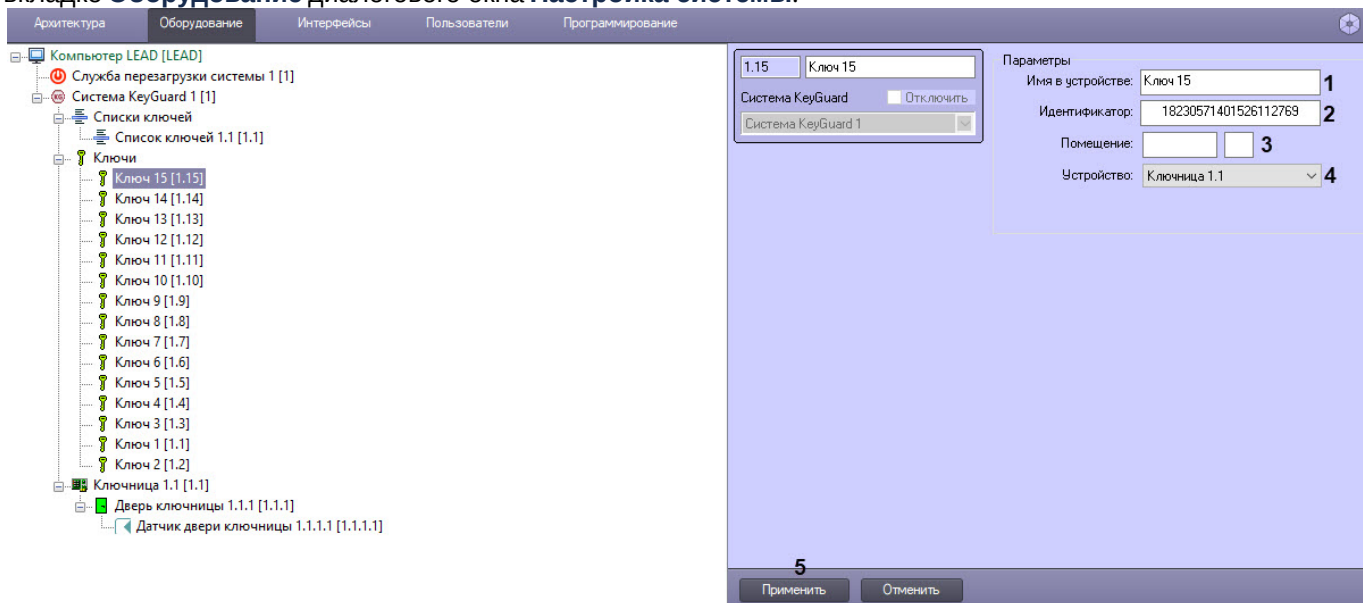 вкладке Оборудование диалогового окна Настройка системы.
Архитектура Оборудование Интерфейсы Пользователи Программирование
Компьютер LEAD [LEAD]
Служба перезагрузки системы 1 [1]
Система KeyGuard 1 [1]
Списки ключей
Список ключей 1.1 [1.1]
Ключи
Ключ 15 [1.15]
Ключ 14 [1.14]
Ключ 13 [1.13]
Ключ 12 [1.12]
Ключ 11 [1.11]
Ключ 10 [1.10]
Ключ 9 [1.9]
Ключ 8 [1.8]
Ключ 7 [1.7]
Ключ 6 [1.6]
Ключ 5 [1.5]
Ключ 4 [1.4]
Ключ 3 [1.3]
Ключ 1 [1.1]
Ключ 2 [1.2]
Ключница 1.1 [1.1]
Дверь ключницы 1.1.1 [1.1.1]
Датчик двери ключницы 1.1.1.1 [1.1.1.1]
1.15 Ключ 15
Система KeyGuard Отключить
Система KeyGuard 1
Параметры
Имя в устройстве: Ключ 15 1
Идентификатор: 18230571401526112769 2
Помещение: 3
Устройство: Ключница 1.1 4
5
Применить Отменить